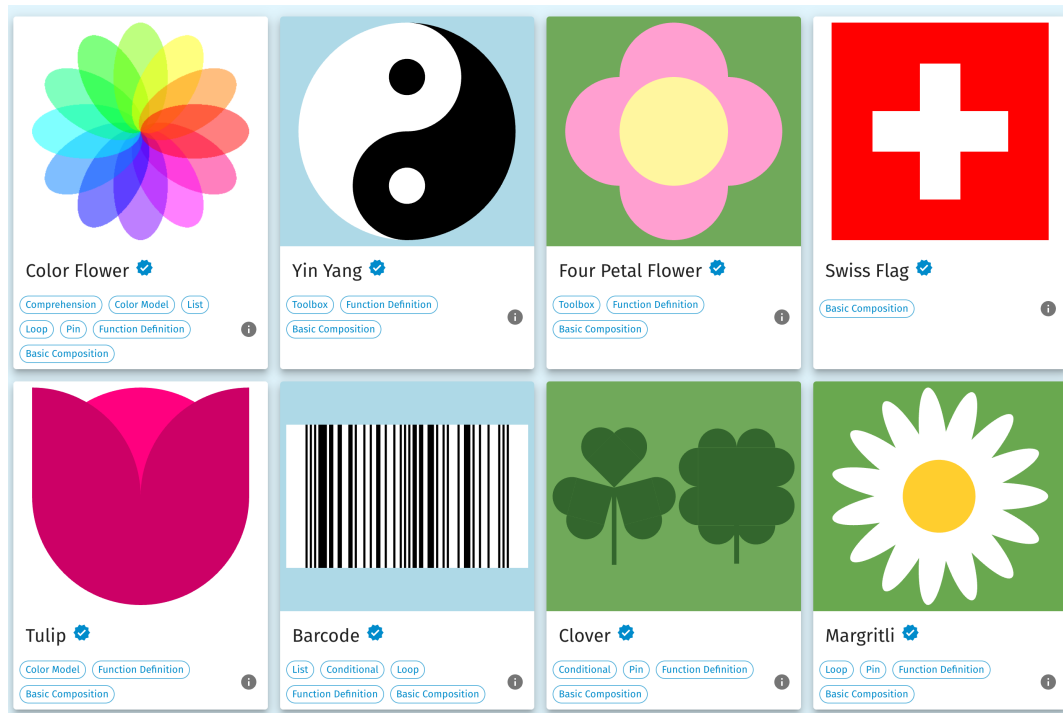 Color Flower
Comprehension Color Model List
Loop Pin Function Definition
Basic Composition
Yin Yang
Toolbox Function Definition
Basic Composition
Four Petal Flower
Toolbox Function Definition
Basic Composition
Swiss Flag
Basic Composition
Tulip
Color Model Function Definition
Basic Composition
Barcode
List Conditional Loop
Function Definition Basic Composition
Clover
Conditional Pin Function Definition
Basic Composition
Margritli
Loop Pin Function Definition
Basic Composition